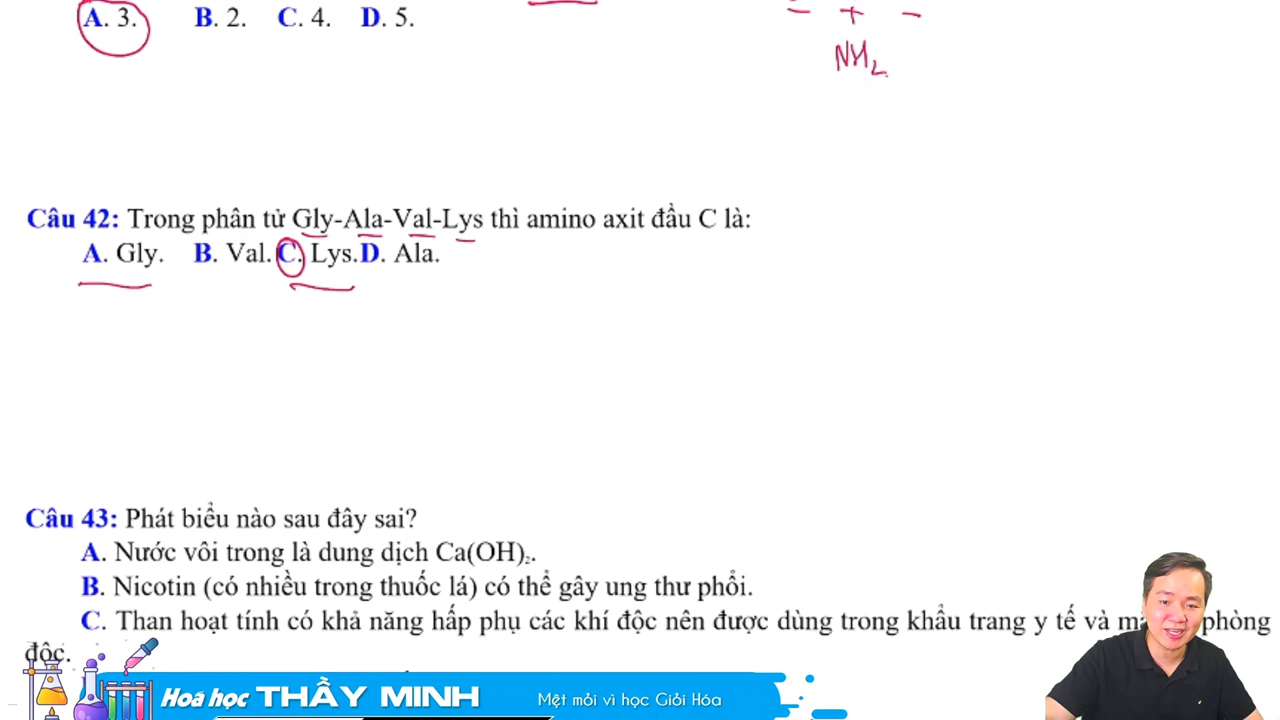 A. 3. B. 2. C. 4. D. 5.
NH2
Câu 42: Trong phân tử Gly-Ala-Val-Lys thì amino axit đầu C là:
A. Gly. B. Val. C. Lys.D. Ala.
Câu 43: Phát biểu nào sau đây sai?
A. Nước vôi trong là dung dịch Ca(OH)2.
B. Nicotin (có nhiều trong thuốc lá) có thể gây ung thư phổi.
C. Than hoạt tính có khả năng hấp phụ các khí độc nên được dùng trong khẩu trang y tế và phòng
độc.
Hoá học THẦY MINH Mệt mỏi vì học Giỏi Hóa